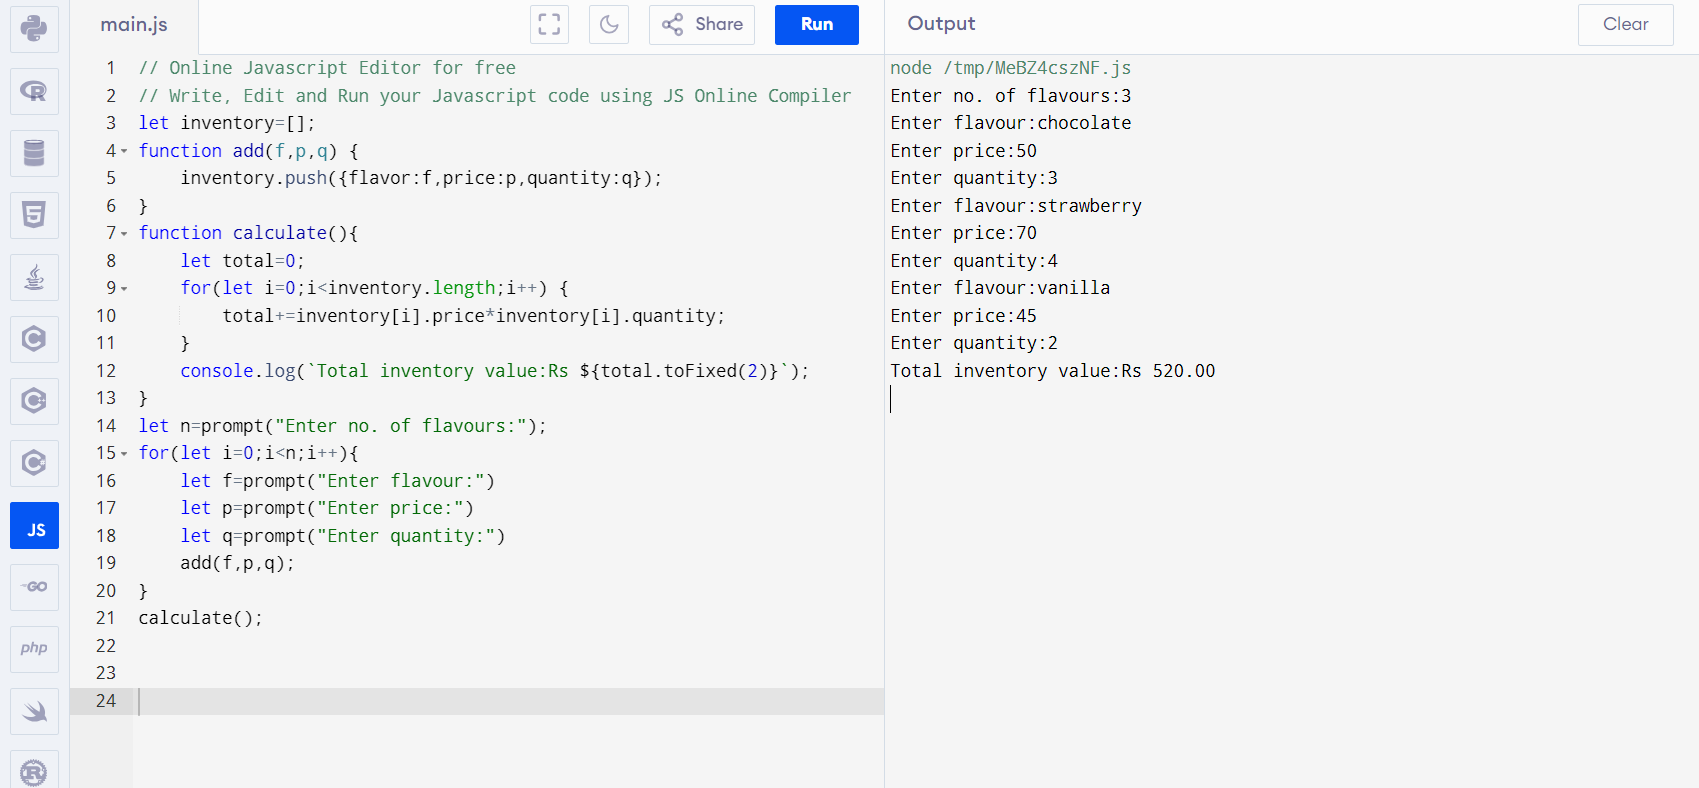 main.js
Share
Run
Output
Clear
1 // Online Javascript Editor for free
2 // Write, Edit and Run your Javascript code using JS Online Compiler
3 let inventory=[];
4 function add(f,p,q) {
5     inventory.push({flavor:f,price:p,quantity:q});
6 }
7 function calculate(){
8     let total=0;
9     for(let i=0;i<inventory.length;i++) {
10         total+=inventory[i].price*inventory[i].quantity;
11     }
12     console.log(`Total inventory value:Rs ${total.toFixed(2)}`);
13 }
14 let n=prompt("Enter no. of flavours:");
15 for(let i=0;i<n;i++){
16     let f=prompt("Enter flavour:")
17     let p=prompt("Enter price:")
18     let q=prompt("Enter quantity:")
19     add(f,p,q);
20 }
21 calculate();
22
23
24
node /tmp/MeBZ4cszNF.js
Enter no. of flavours:3
Enter flavour:chocolate
Enter price:50
Enter quantity:3
Enter flavour:strawberry
Enter price:70
Enter quantity:4
Enter flavour:vanilla
Enter price:45
Enter quantity:2
Total inventory value:Rs 520.00
R
5
C
C
C
JS
GO
php
R